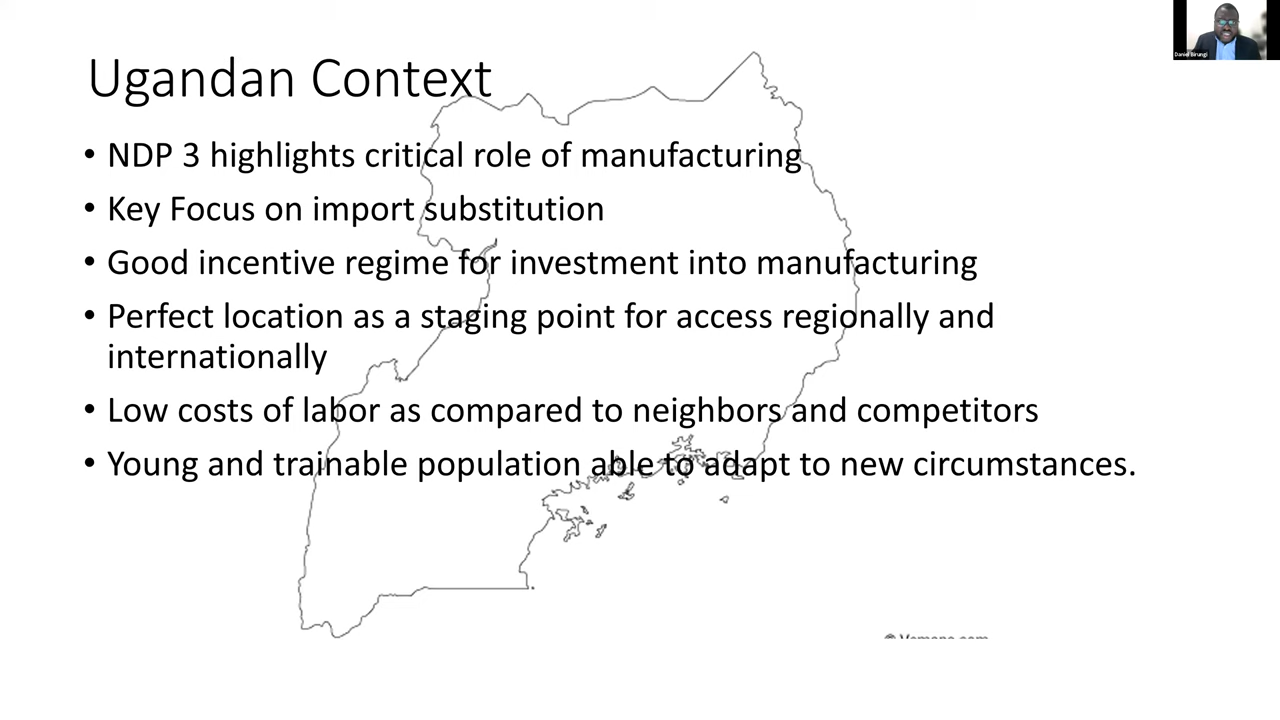 Daniel Birungi
Ugandan Context
• NDP 3 highlights critical role of manufacturing
• Key Focus on import substitution
• Good incentive regime for investment into manufacturing
• Perfect location as a staging point for access regionally and
internationally
• Low costs of labor as compared to neighbors and competitors
• Young and trainable population able to adapt to new circumstances.